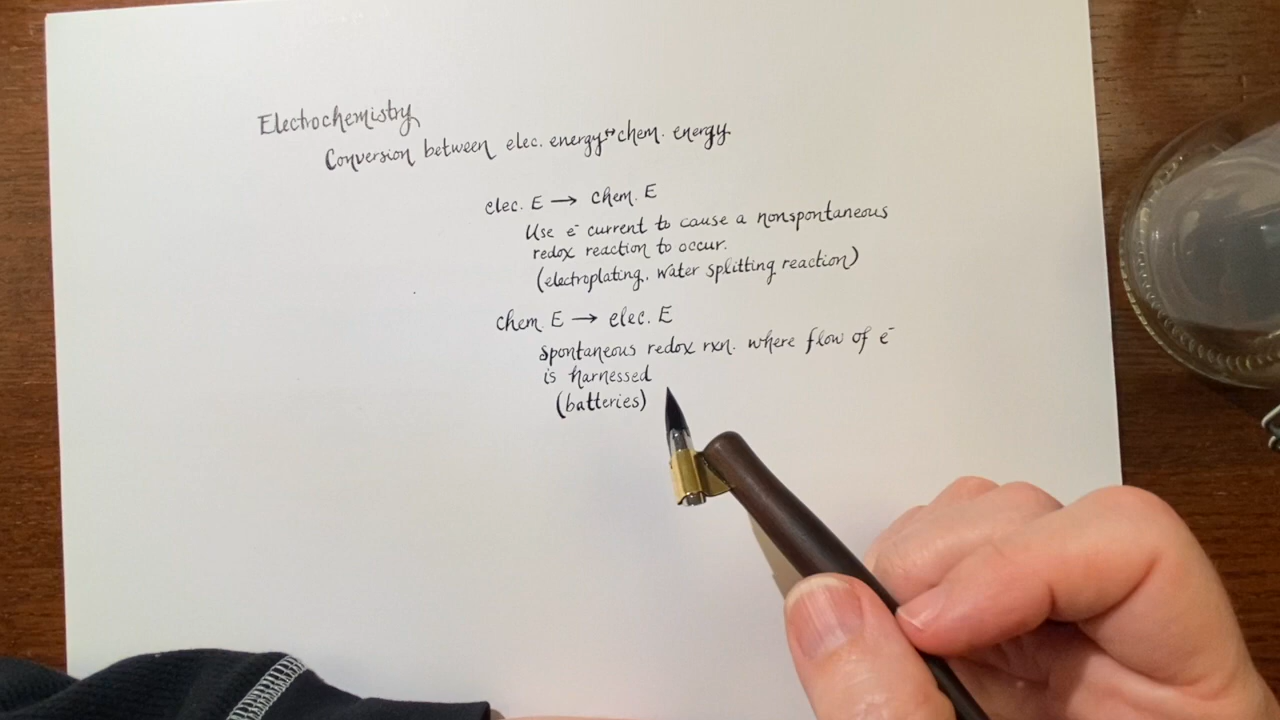 Electrochemistry
Conversion between elec. energy ↔ chem. energy
elec. E → chem. E
Use e⁻ current to cause a nonspontaneous
redox reaction to occur.
(electroplating, water splitting reaction)
chem. E → elec. E
spontaneous redox rxn. where flow of e⁻
is harnessed
(batteries)